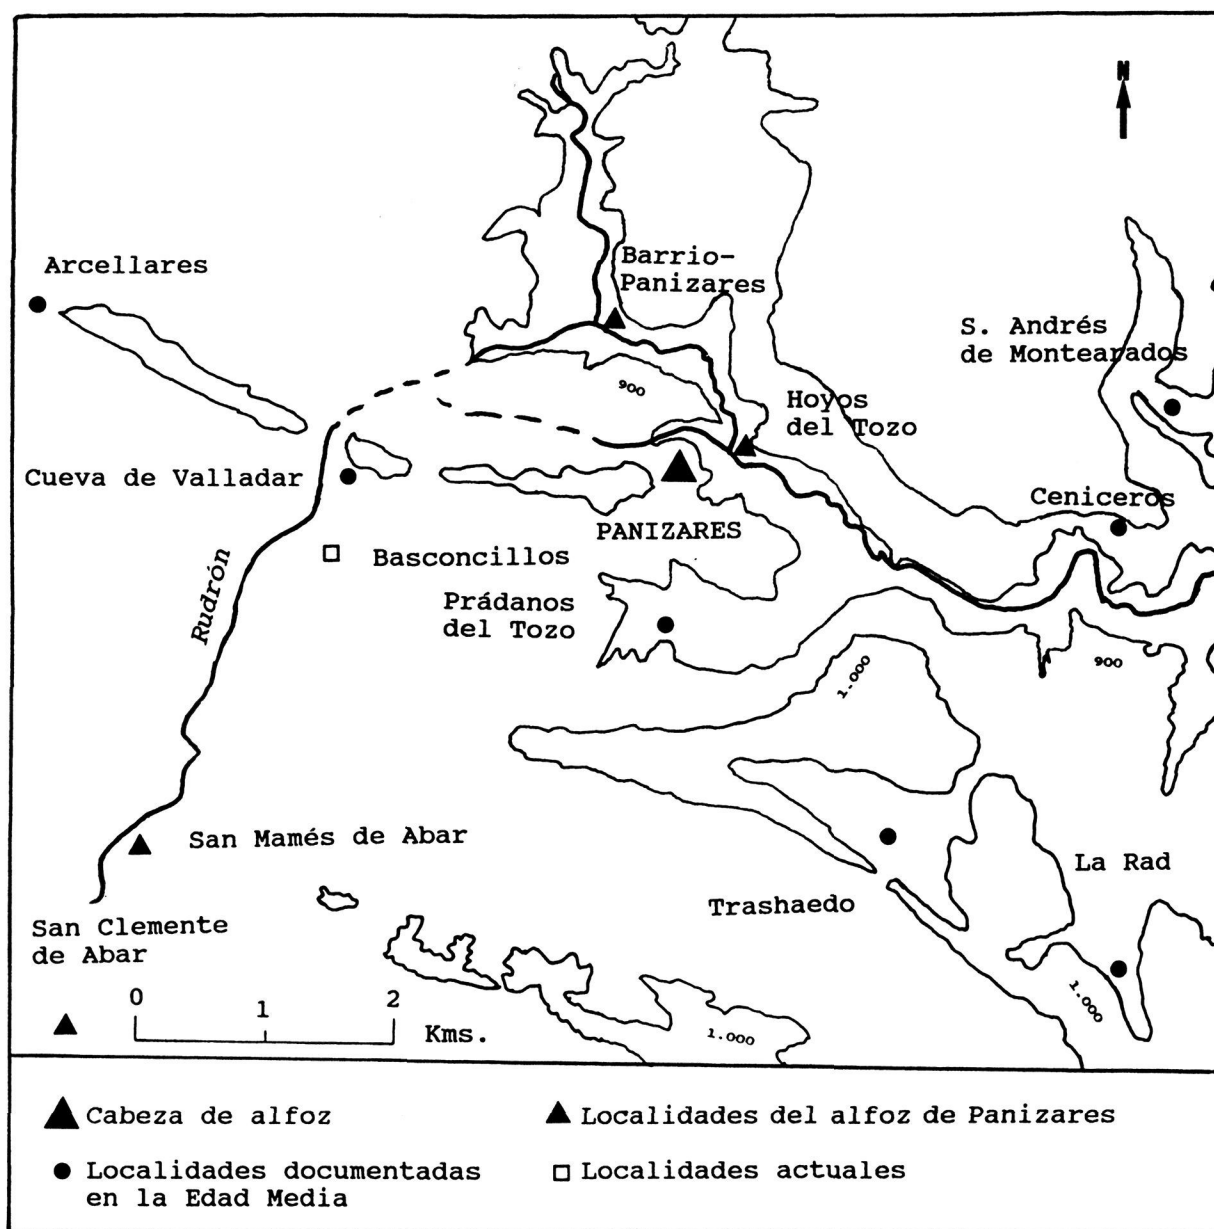 N
Barrio-
Panizares
Arcellares
S. Andrés
de Montearados
900
Hoyos
del Tozo
Cueva de Valladar
Ceniceros
PANIZARES
Basconcillos
Rudrón
Prádanos
del Tozo
1.000
900
San Mamés de Abar
La Rad
Trashaedo
San Clemente
de Abar
0 1 2
Kms.
1.000
1.000
Cabeza de alfoz
Localidades del alfoz de Panizares
Localidades documentadas
en la Edad Media
Localidades actuales